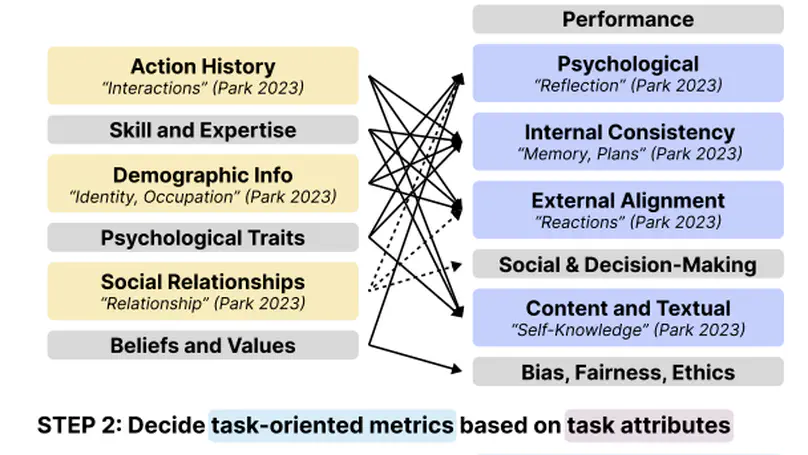 Action History
“Interactions” (Park 2023)
Skill and Expertise
Demographic Info
“Identity, Occupation” (Park 2023)
Psychological Traits
Social Relationships
“Relationship” (Park 2023)
Beliefs and Values
Performance
Psychological
“Reflection” (Park 2023)
Internal Consistency
“Memory, Plans” (Park 2023)
External Alignment
“Reactions” (Park 2023)
Social & Decision-Making
Content and Textual
“Self-Knowledge” (Park 2023)
Bias, Fairness, Ethics
STEP 2: Decide task-oriented metrics based on task attributes